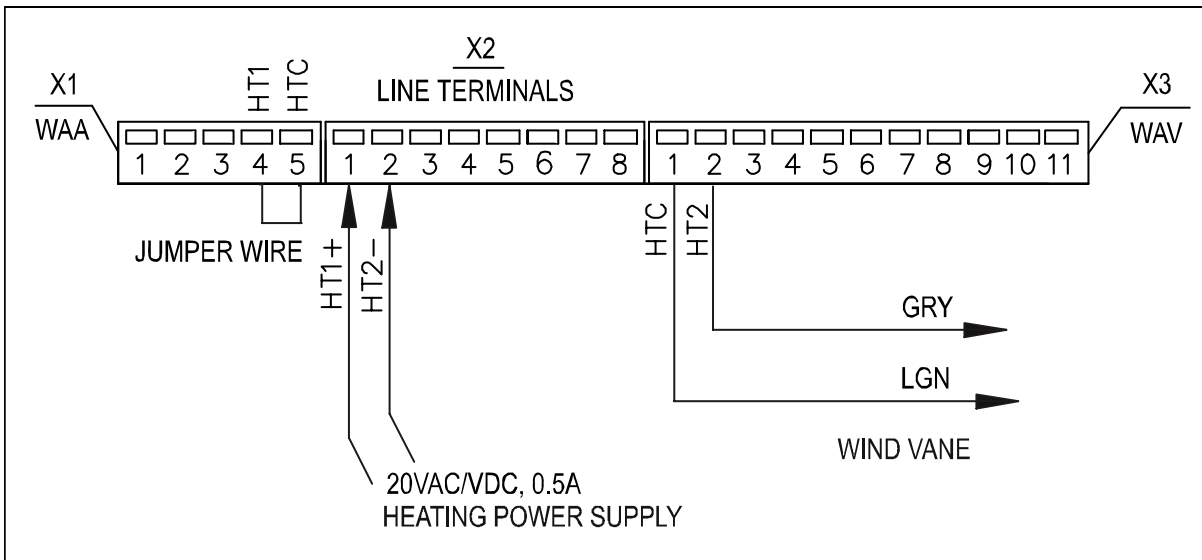 X1
WAA
HT1
HTC
X2
LINE TERMINALS
X3
WAV
1 2 3 4 5
1 2 3 4 5 6 7 8
1 2 3 4 5 6 7 8 9 10 11
JUMPER WIRE
HT1+
HT2-
HTC
HT2
GRY
LGN
WIND VANE
20VAC/VDC, 0.5A
HEATING POWER SUPPLY